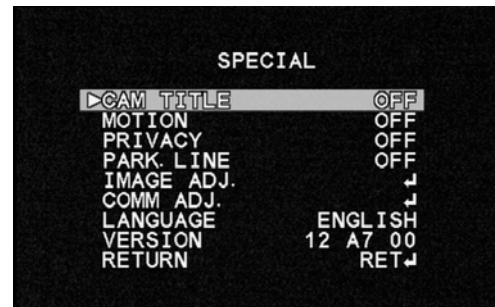 SPECIAL
CAM TITLE OFF
MOTION OFF
PRIVACY OFF
PARK. LINE OFF
IMAGE ADJ. ↲
COMM ADJ. ↲
LANGUAGE ENGLISH
VERSION 12 A7 00
RETURN RET↲